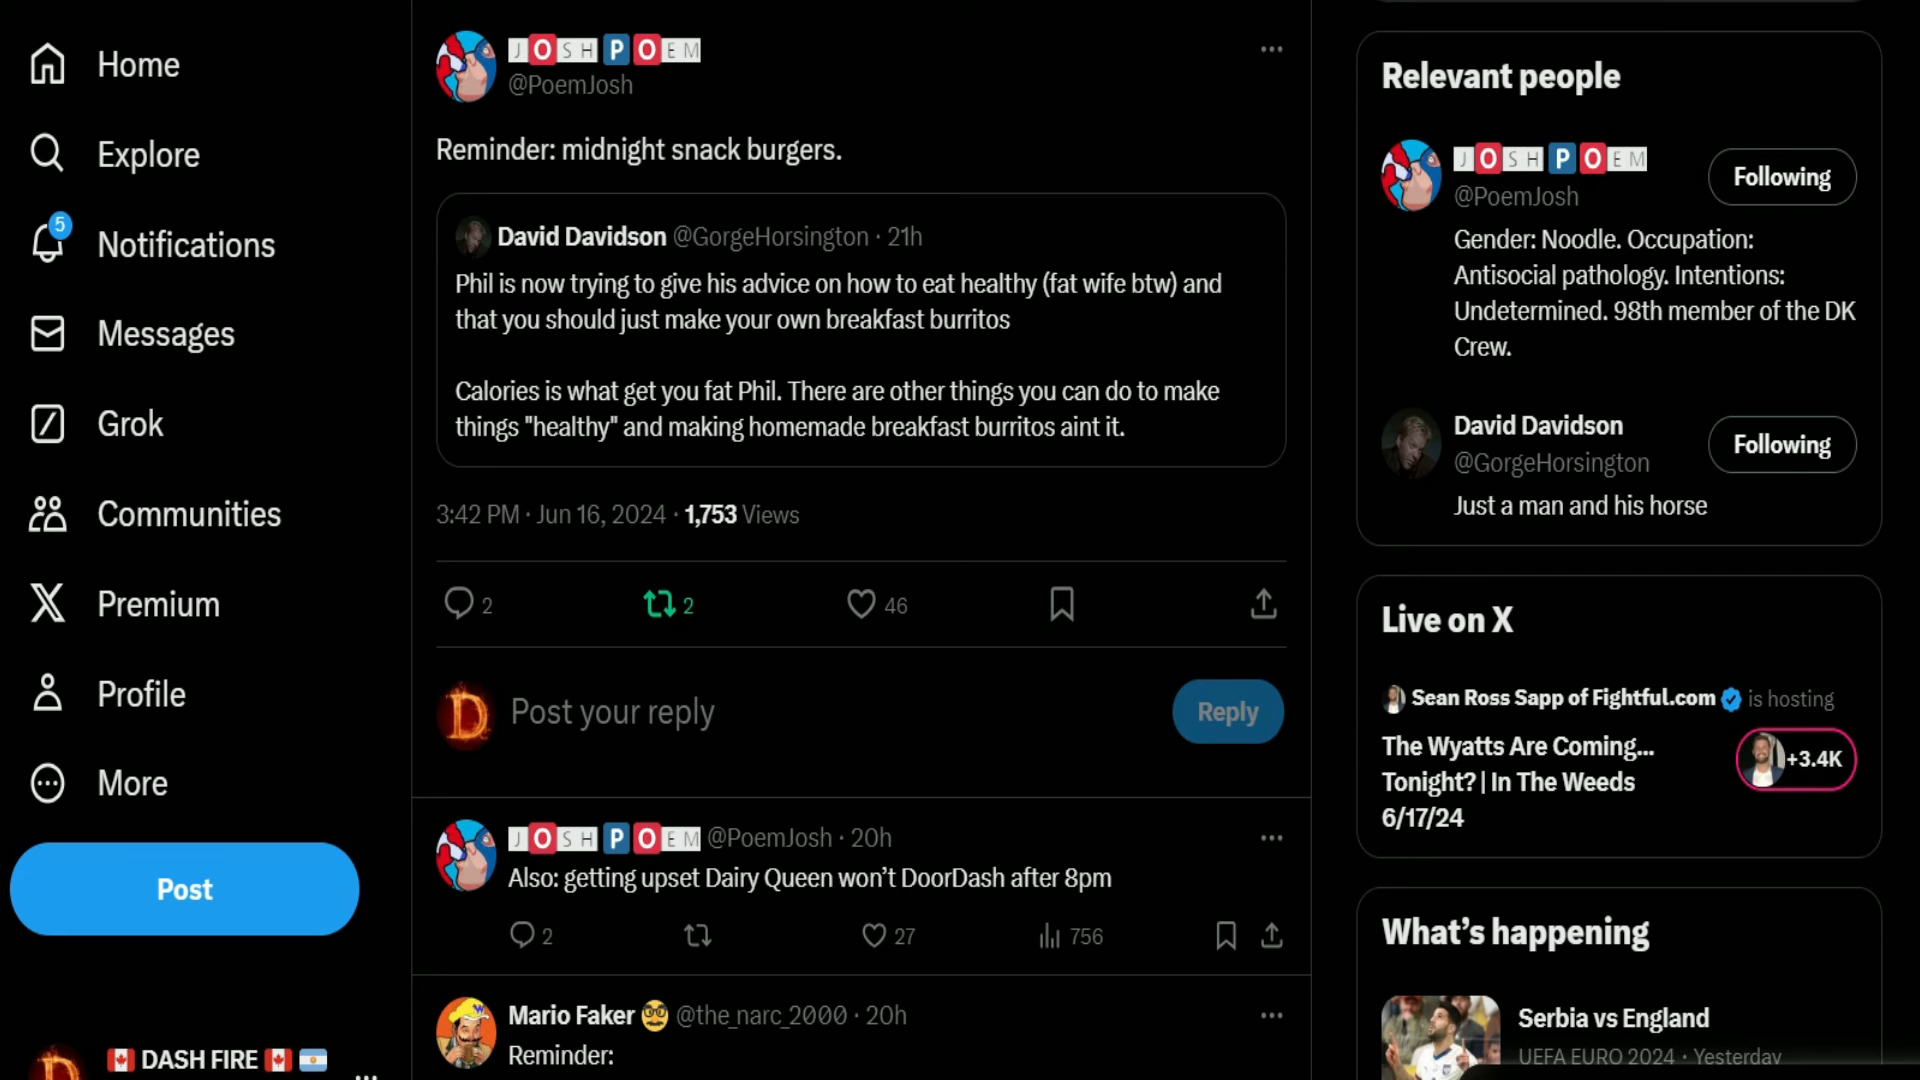 Home
Explore
5
Notifications
Messages
Grok
Communities
Premium
Profile
More
Post
DASH FIRE
JOSH POEM
@PoemJosh
Reminder: midnight snack burgers.
David Davidson @GorgeHorsington · 21h
Phil is now trying to give his advice on how to eat healthy (fat wife btw) and
that you should just make your own breakfast burritos
Calories is what get you fat Phil. There are other things you can do to make
things "healthy" and making homemade breakfast burritos aint it.
3:42 PM · Jun 16, 2024 · 1,753 Views
2
2
46
Post your reply
Reply
JOSH POEM @PoemJosh · 20h
Also: getting upset Dairy Queen won’t DoorDash after 8pm
2
27
756
Mario Faker @the_narc_2000 · 20h
Reminder:
Relevant people
JOSH POEM
@PoemJosh
Following
Gender: Noodle. Occupation:
Antisocial pathology. Intentions:
Undetermined. 98th member of the DK
Crew.
David Davidson
@GorgeHorsington
Following
Just a man and his horse
Live on X
Sean Ross Sapp of Fightful.com is hosting
The Wyatts Are Coming...
Tonight? | In The Weeds
6/17/24
+3.4K
What’s happening
Serbia vs England
UEFA EURO 2024 · Yesterday